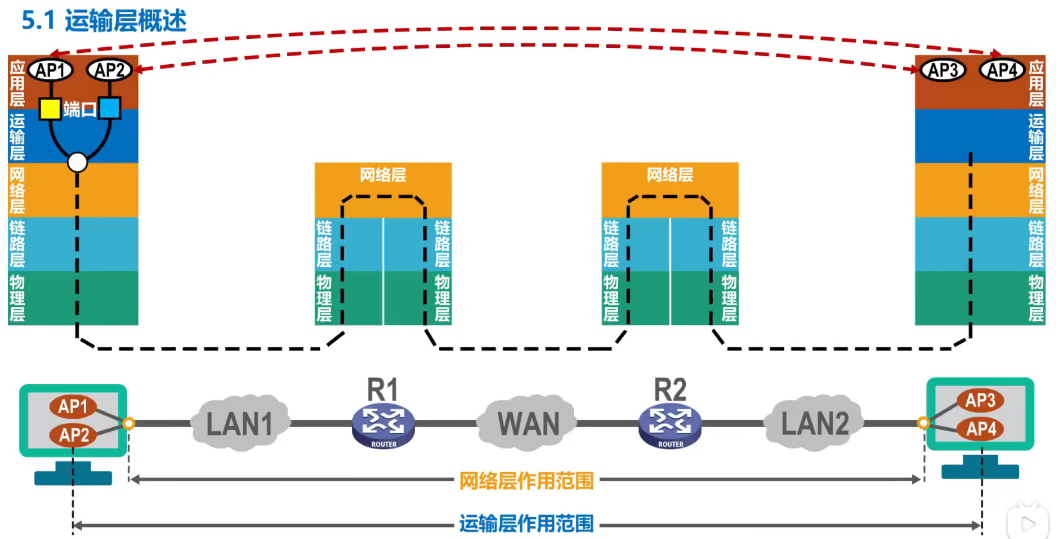 5.1 运输层概述
应用层
AP1
AP2
AP3
AP4
应用层
端口
运输层
运输层
网络层
网络层
网络层
网络层
链路层
链路层
链路层
链路层
链路层
链路层
物理层
物理层
物理层
物理层
物理层
物理层
R1
R2
AP1
AP2
LAN1
ROUTER
WAN
ROUTER
LAN2
AP3
AP4
网络层作用范围
运输层作用范围